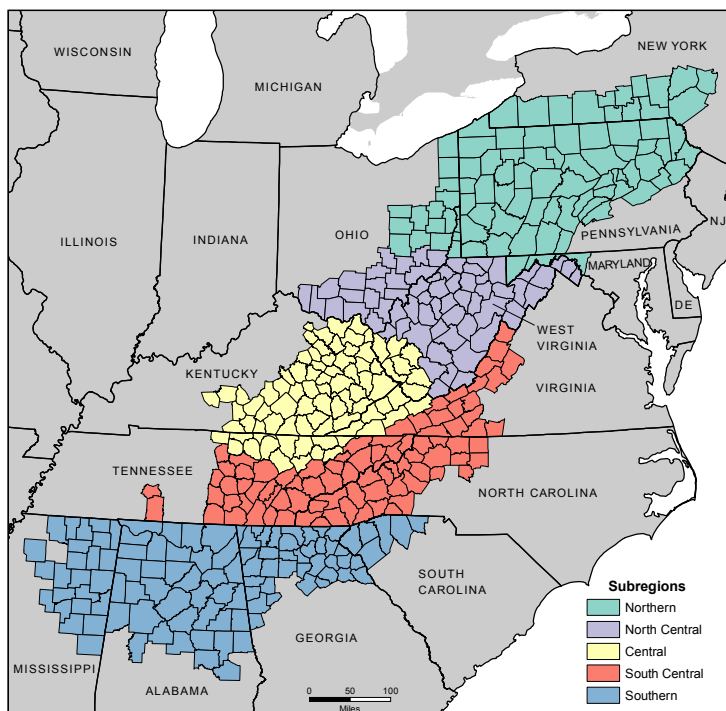 WISCONSIN
MICHIGAN
NEW YORK
ILLINOIS
INDIANA
OHIO
PENNSYLVANIA
NJ
MARYLAND
DE
WEST
VIRGINIA
KENTUCKY
VIRGINIA
TENNESSEE
NORTH CAROLINA
SOUTH
CAROLINA
GEORGIA
MISSISSIPPI
ALABAMA
0 50 100
Miles
Subregions
Northern
North Central
Central
South Central
Southern